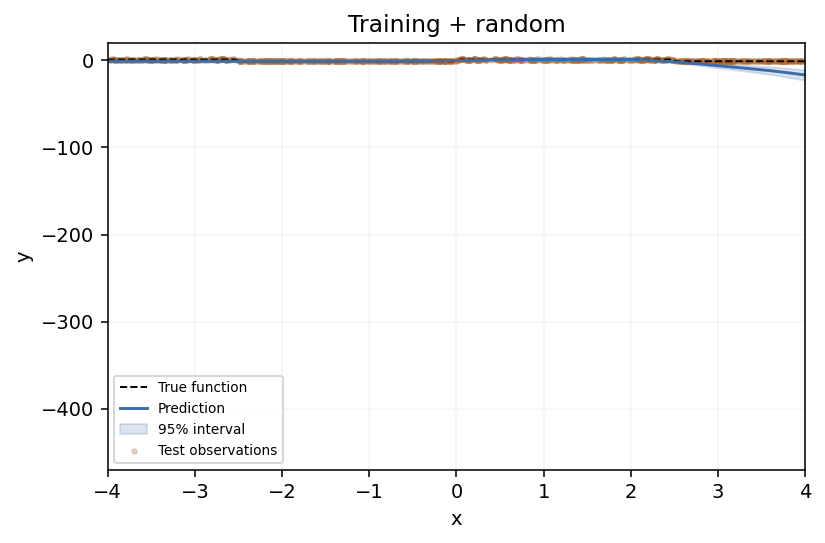 Training + random
0
−100
−200
−300
−400
y
True function
Prediction
95% interval
Test observations
−4 −3 −2 −1 0 1 2 3 4
x